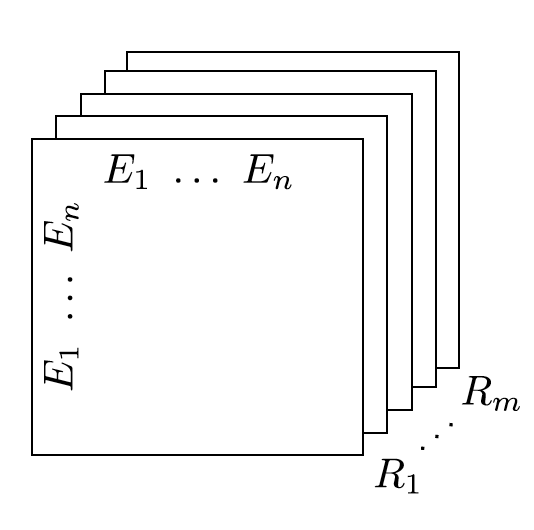 E₁ … Eₙ
E₁ … Eₙ
Rₘ
⋰
R₁